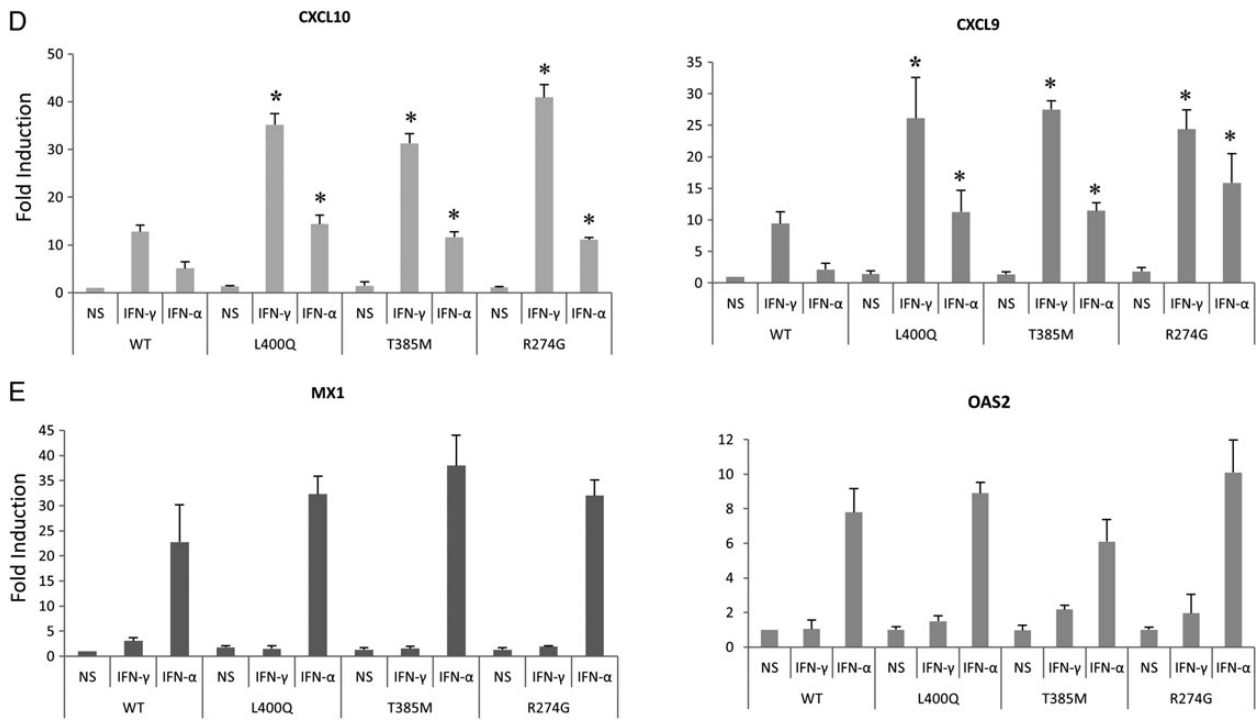 D
CXCL10
Fold Induction
50
40
30
20
10
0
* * * * * *
NS IFN-γ IFN-α NS IFN-γ IFN-α NS IFN-γ IFN-α NS IFN-γ IFN-α
WT L400Q T385M R274G
CXCL9
35
30
25
20
15
10
5
0
* * * * * *
NS IFN-γ IFN-α NS IFN-γ IFN-α NS IFN-γ IFN-α NS IFN-γ IFN-α
WT L400Q T385M R274G
E
MX1
Fold Induction
45
40
35
30
25
20
15
10
5
0
NS IFN-γ IFN-α NS IFN-γ IFN-α NS IFN-γ IFN-α NS IFN-γ IFN-α
WT L400Q T385M R274G
OAS2
12
10
8
6
4
2
0
NS IFN-γ IFN-α NS IFN-γ IFN-α NS IFN-γ IFN-α NS IFN-γ IFN-α
WT L400Q T385M R274G